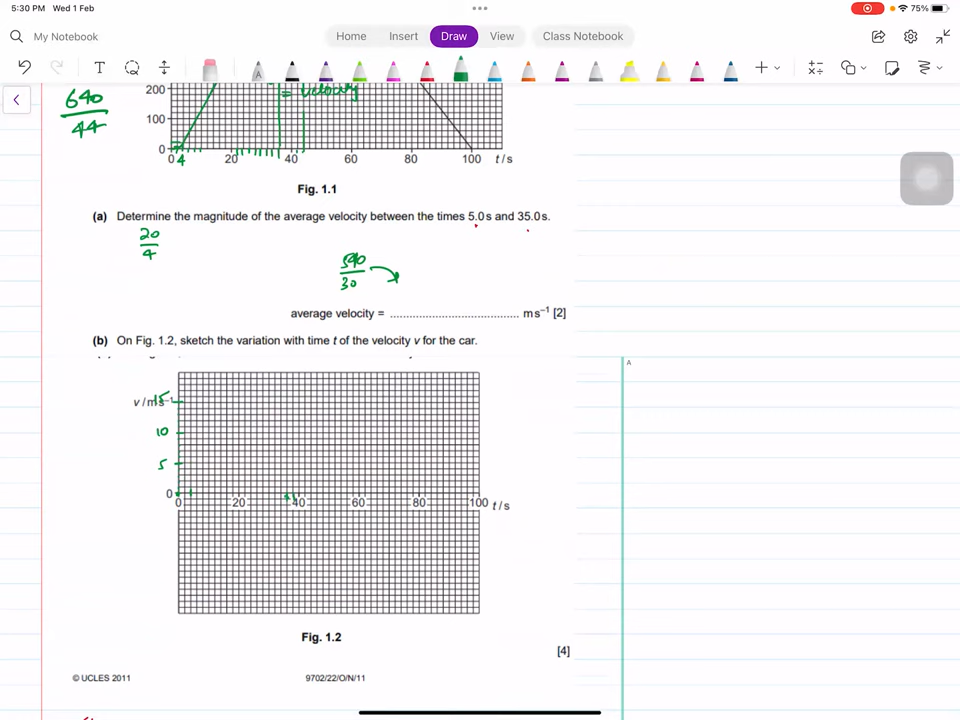 5:30 PM Wed 1 Feb
75%
My Notebook
Home Insert Draw View Class Notebook
T A
640
44
200 = velocity
100
0
0 4 20 40 60 80 100 t / s
Fig. 1.1
(a) Determine the magnitude of the average velocity between the times 5.0 s and 35.0 s.
20
4
590
30
average velocity = ....................................... m s⁻¹ [2]
(b) On Fig. 1.2, sketch the variation with time t of the velocity v for the car.
A
v / m s⁻¹ 15
10
5
0
0 20 40 60 80 100 t / s
Fig. 1.2
[4]
© UCLES 2011 9702/22/O/N/11